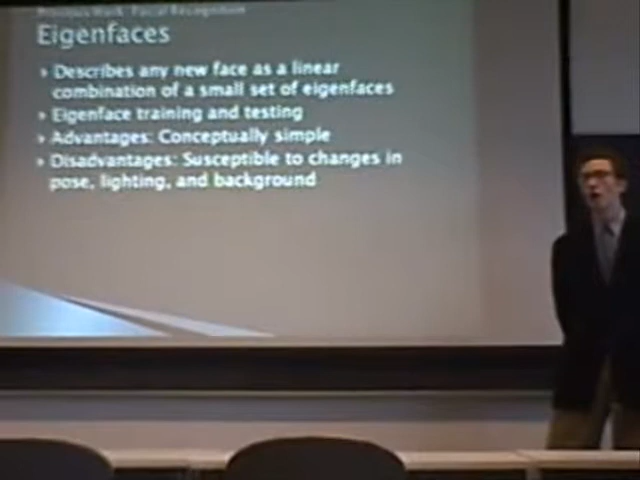 Previous Work: Facial Recognition
Eigenfaces
Describes any new face as a linear
combination of a small set of eigenfaces
Eigenface training and testing
Advantages: Conceptually simple
Disadvantages: Susceptible to changes in
pose, lighting, and background